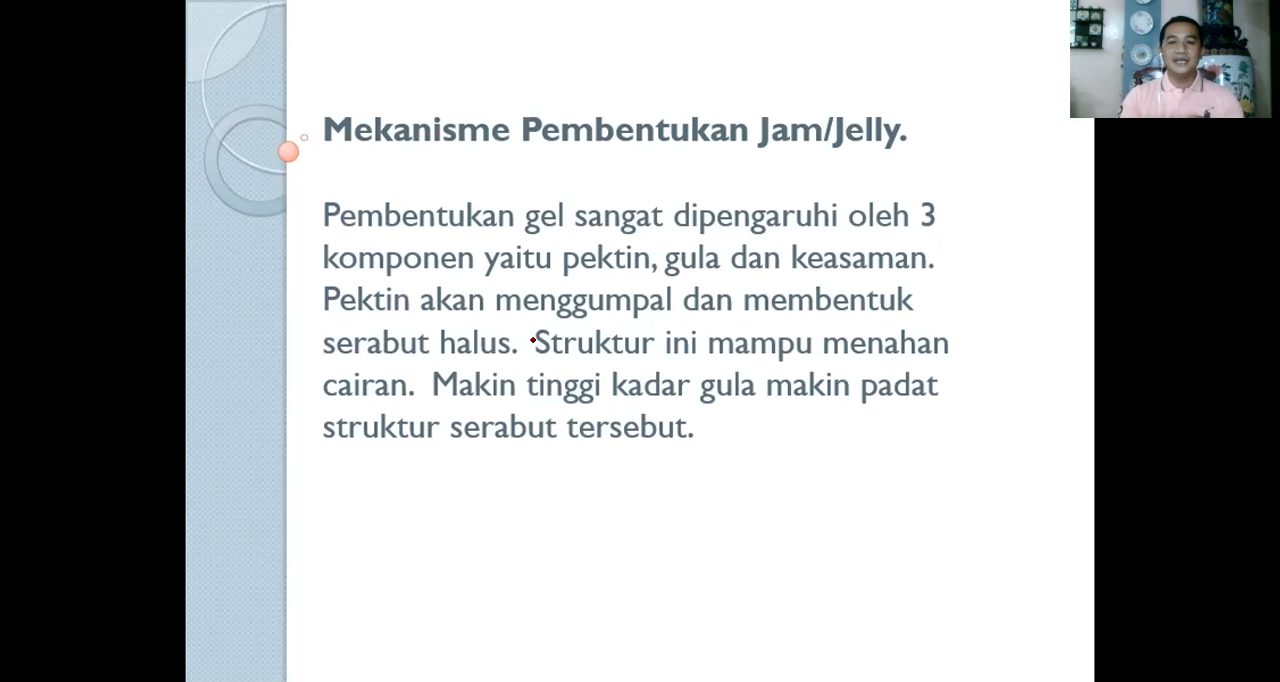 Mekanisme Pembentukan Jam/Jelly.
Pembentukan gel sangat dipengaruhi oleh 3
komponen yaitu pektin, gula dan keasaman.
Pektin akan menggumpal dan membentuk
serabut halus.  Struktur ini mampu menahan
cairan.  Makin tinggi kadar gula makin padat
struktur serabut tersebut.